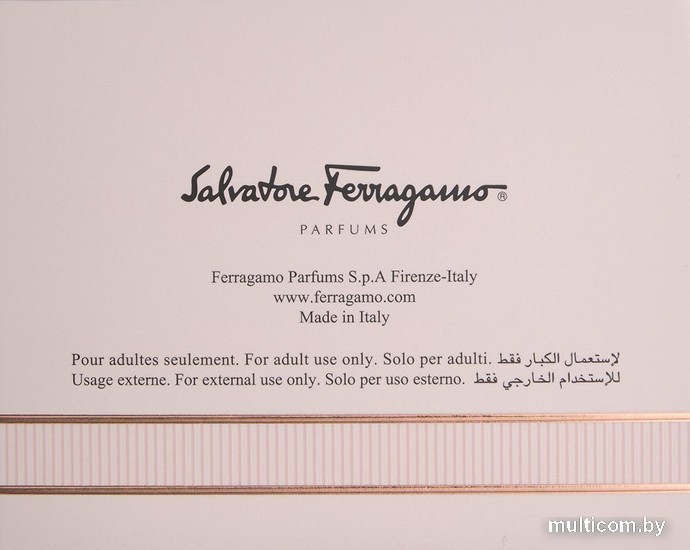 Salvatore Ferragamo®
PARFUMS
Ferragamo Parfums S.p.A Firenze-Italy
www.ferragamo.com
Made in Italy
Pour adultes seulement. For adult use only. Solo per adulti. لإستعمال الكبار فقط
Usage externe. For external use only. Solo per uso esterno. للإستخدام الخارجي فقط
multicom.by